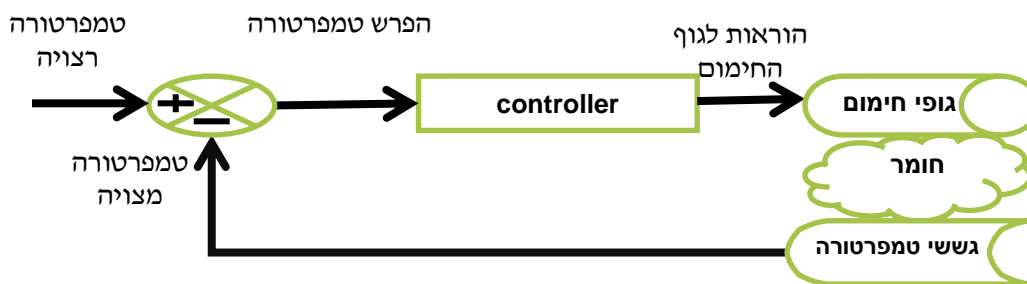 טמפרטורה
רצויה
הפרש טמפרטורה
הוראות לגוף
החימום
+
controller
גופי חימום
–
חומר
טמפרטורה
מצויה
גששי טמפרטורה